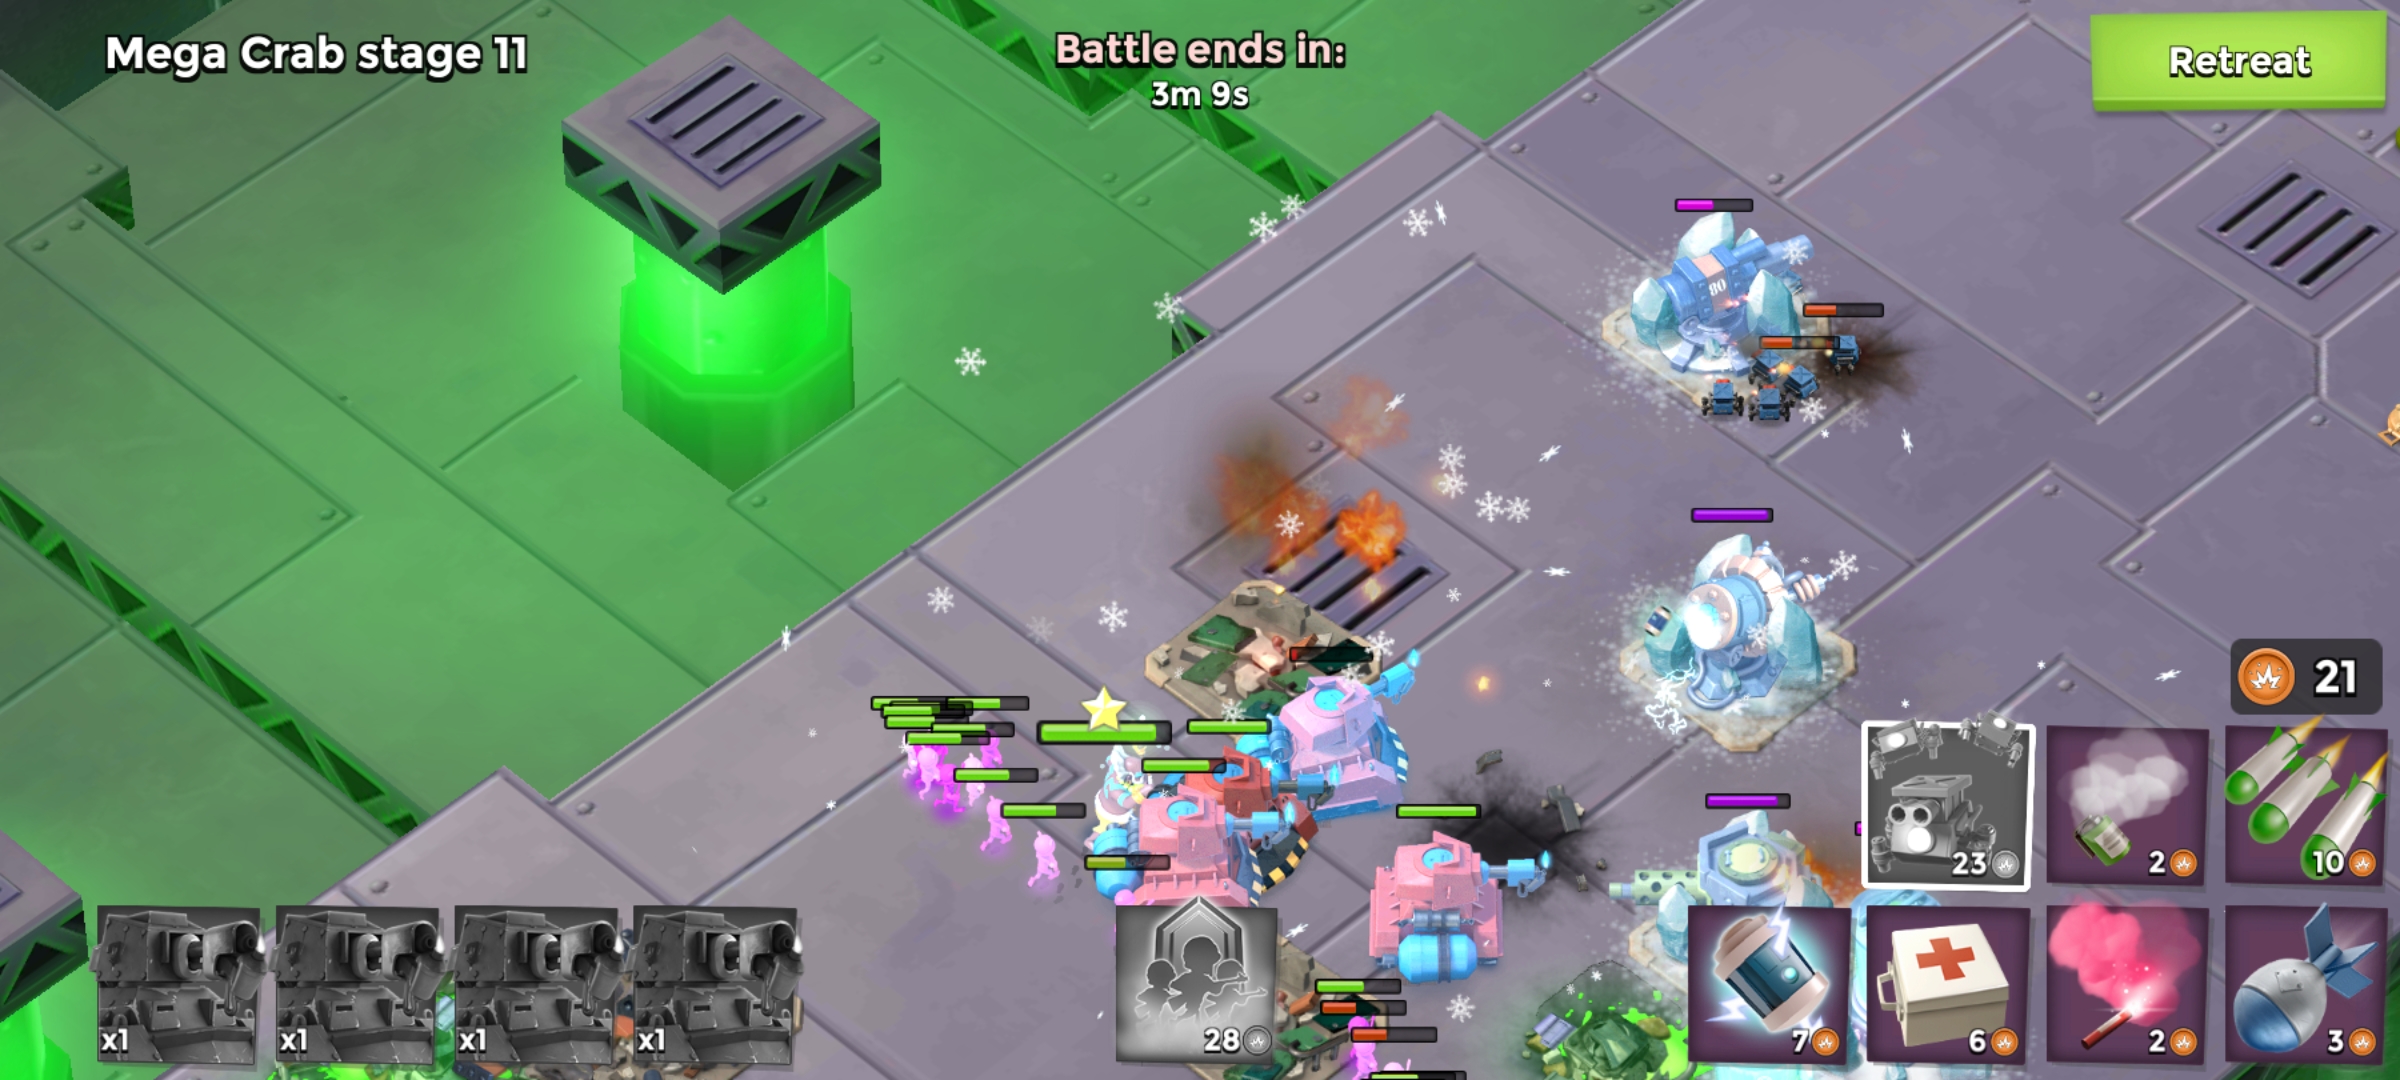 Mega Crab stage 11
Battle ends in:
3m 9s
Retreat
80
21
23
2
10
x1
x1
x1
x1
28
7
6
2
3